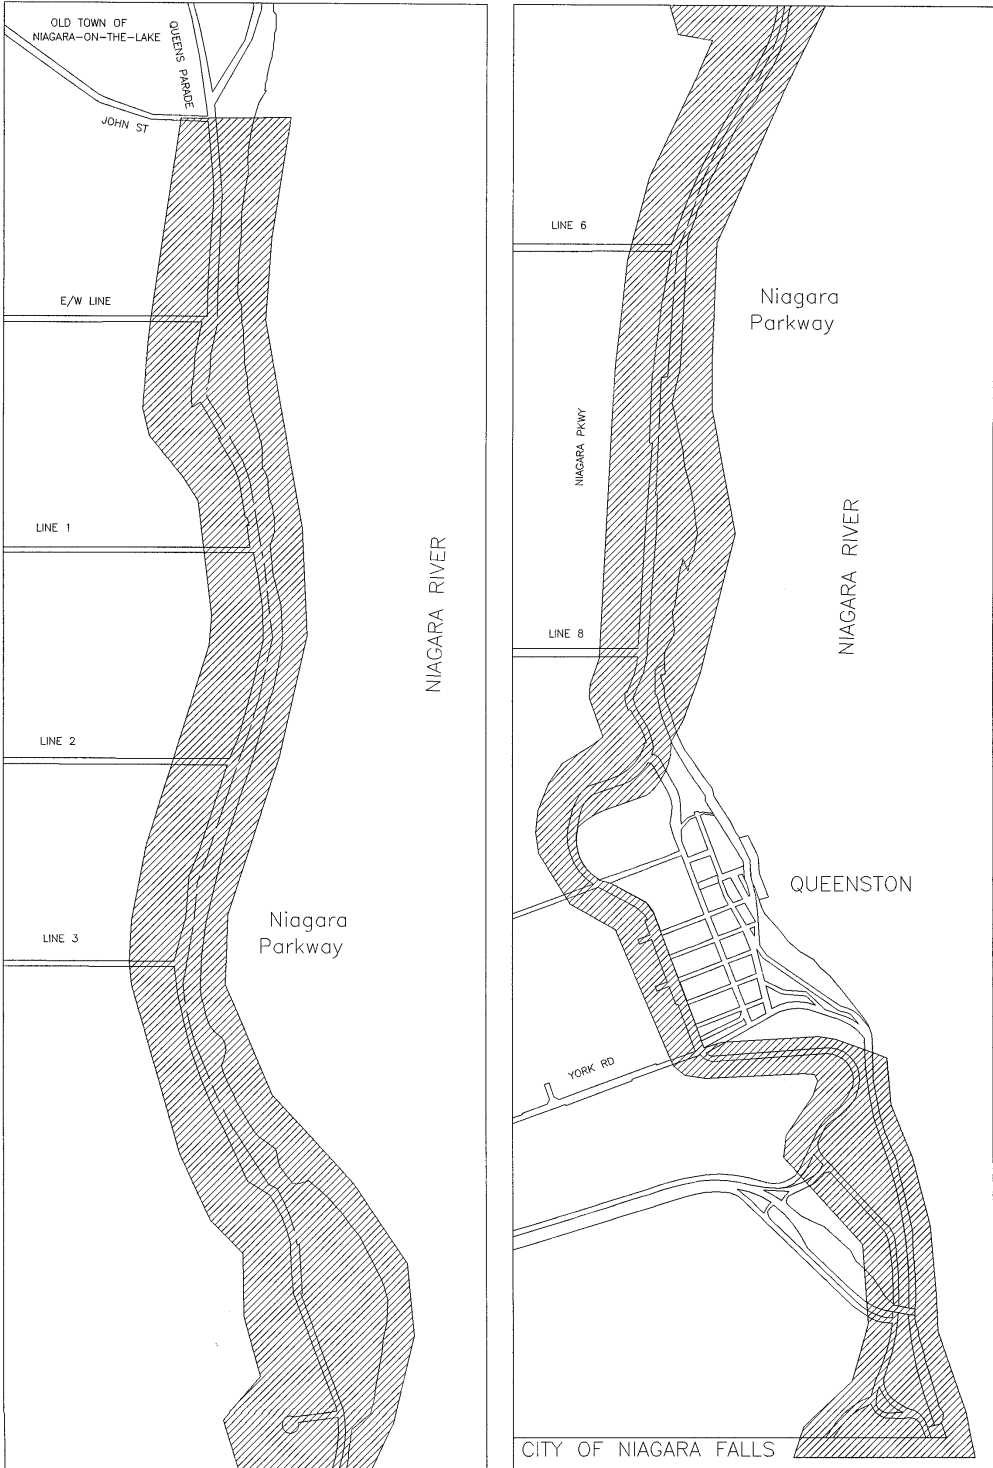 OLD TOWN OF
NIAGARA-ON-THE-LAKE
QUEENS PARADE
JOHN ST
E/W LINE
LINE 1
NIAGARA RIVER
LINE 2
Niagara
Parkway
LINE 3
LINE 6
Niagara
Parkway
NIAGARA PKWY
NIAGARA RIVER
LINE 8
QUEENSTON
YORK RD
CITY OF NIAGARA FALLS